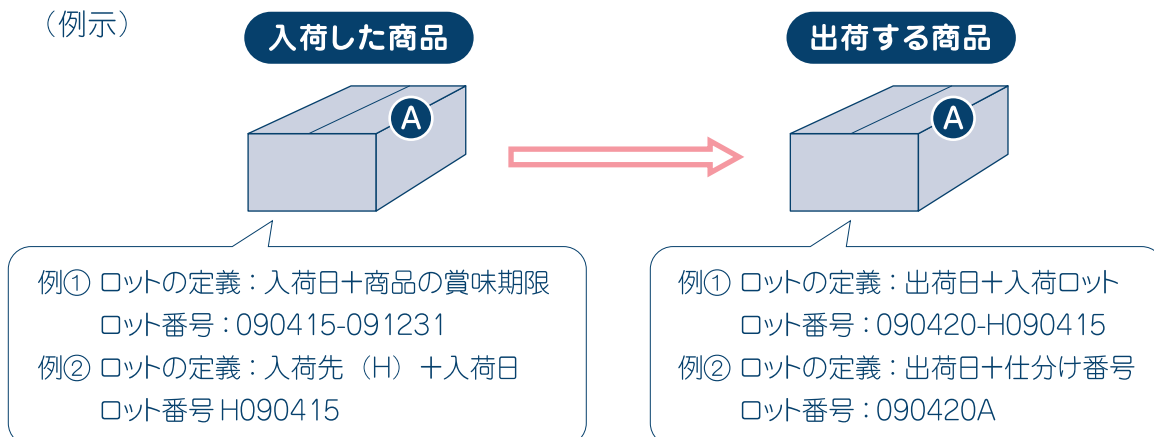 （例示）
入荷した商品
出荷する商品
A
A
例① ロットの定義：入荷日＋商品の賞味期限
ロット番号：090415-091231
例② ロットの定義：入荷先（H）＋入荷日
ロット番号 H090415
例① ロットの定義：出荷日＋入荷ロット
ロット番号：090420-H090415
例② ロットの定義：出荷日＋仕分け番号
ロット番号：090420A